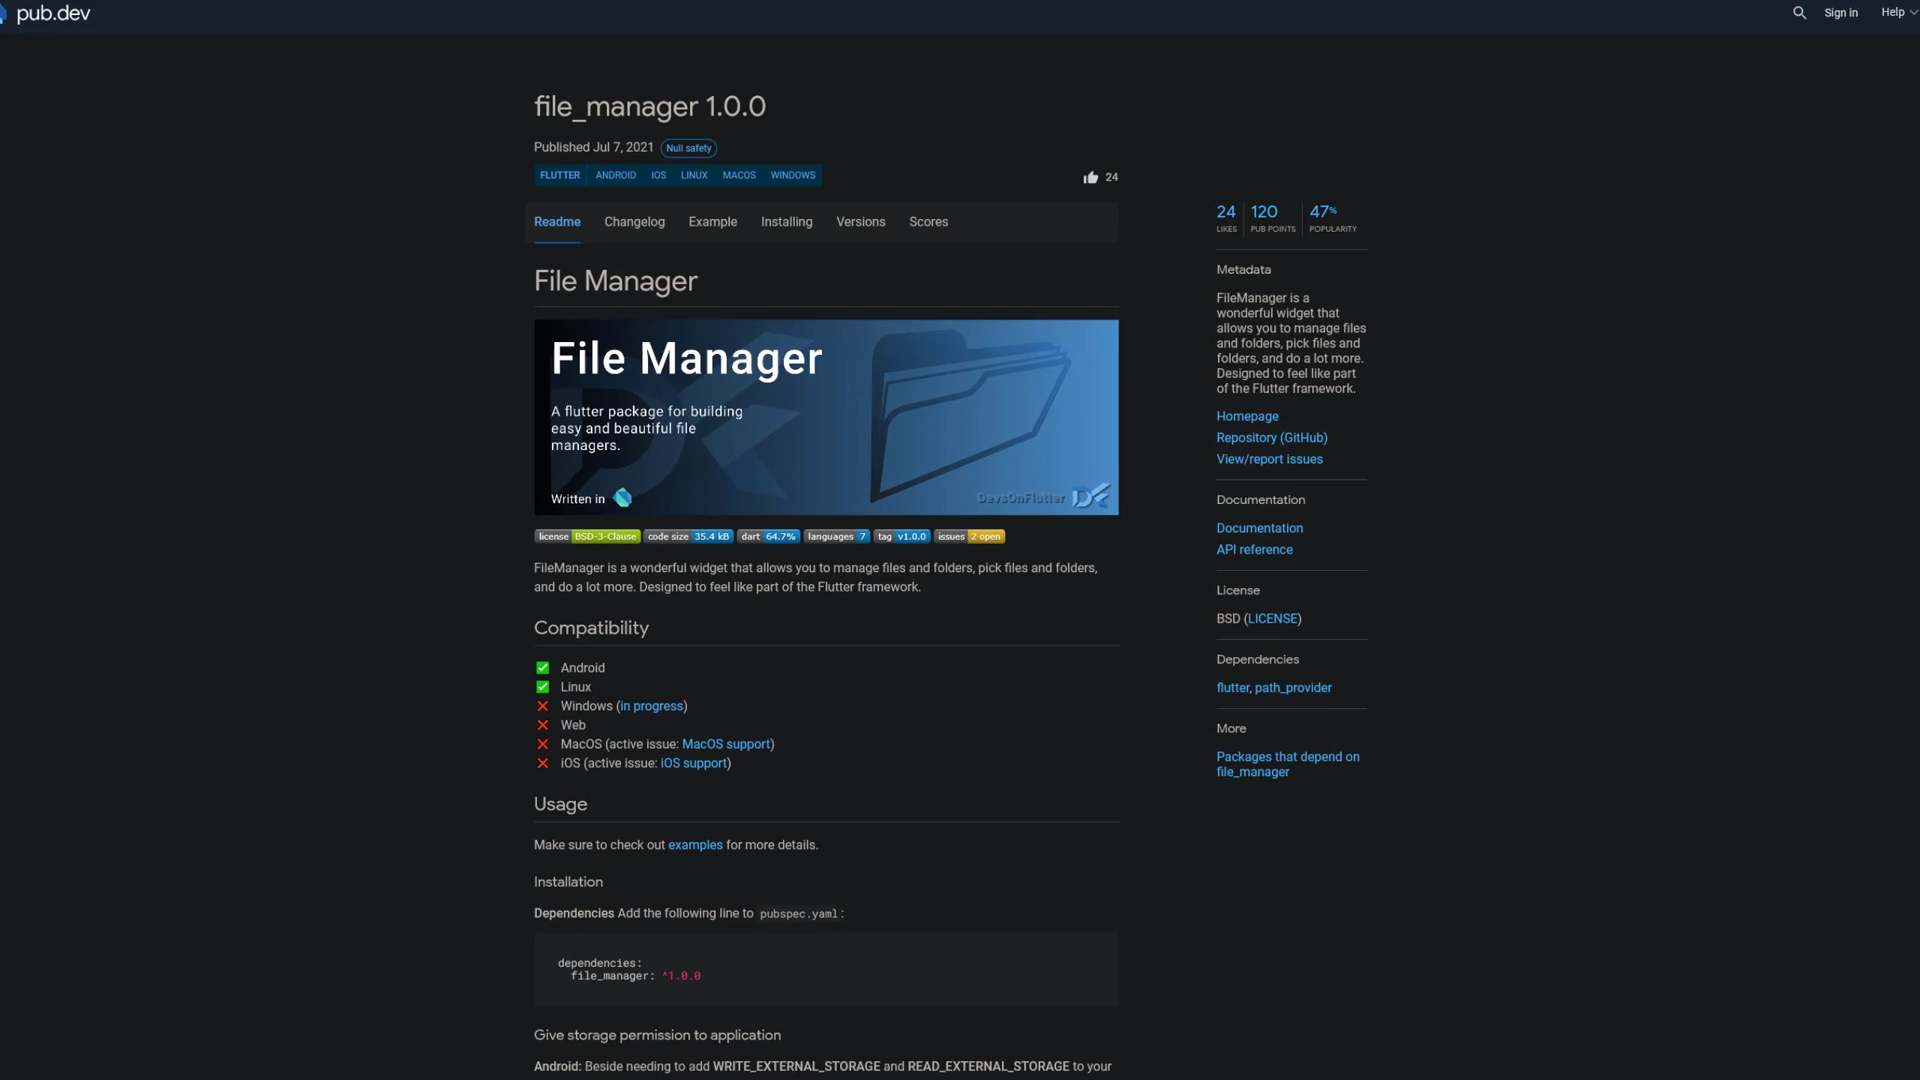 pub.dev
Sign in
Help
file_manager 1.0.0
Published Jul 7, 2021 Null safety
FLUTTER ANDROID IOS LINUX MACOS WINDOWS
24
Readme Changelog Example Installing Versions Scores
File Manager
File Manager
A flutter package for building
easy and beautiful file
managers.
Written in
DevsOnFlutter
license BSD-3-Clause code size 35.4 kB dart 64.7% languages 7 tag v1.0.0 issues 2 open
FileManager is a wonderful widget that allows you to manage files and folders, pick files and folders,
and do a lot more. Designed to feel like part of the Flutter framework.
Compatibility
Android
Linux
Windows (in progress)
Web
MacOS (active issue: MacOS support)
iOS (active issue: iOS support)
Usage
Make sure to check out examples for more details.
Installation
Dependencies Add the following line to pubspec.yaml:
dependencies:
file_manager: ^1.0.0
Give storage permission to application
Android: Beside needing to add WRITE_EXTERNAL_STORAGE and READ_EXTERNAL_STORAGE to your
24 120 47%
LIKES PUB POINTS POPULARITY
Metadata
FileManager is a
wonderful widget that
allows you to manage files
and folders, pick files and
folders, and do a lot more.
Designed to feel like part
of the Flutter framework.
Homepage
Repository (GitHub)
View/report issues
Documentation
Documentation
API reference
License
BSD (LICENSE)
Dependencies
flutter, path_provider
More
Packages that depend on
file_manager